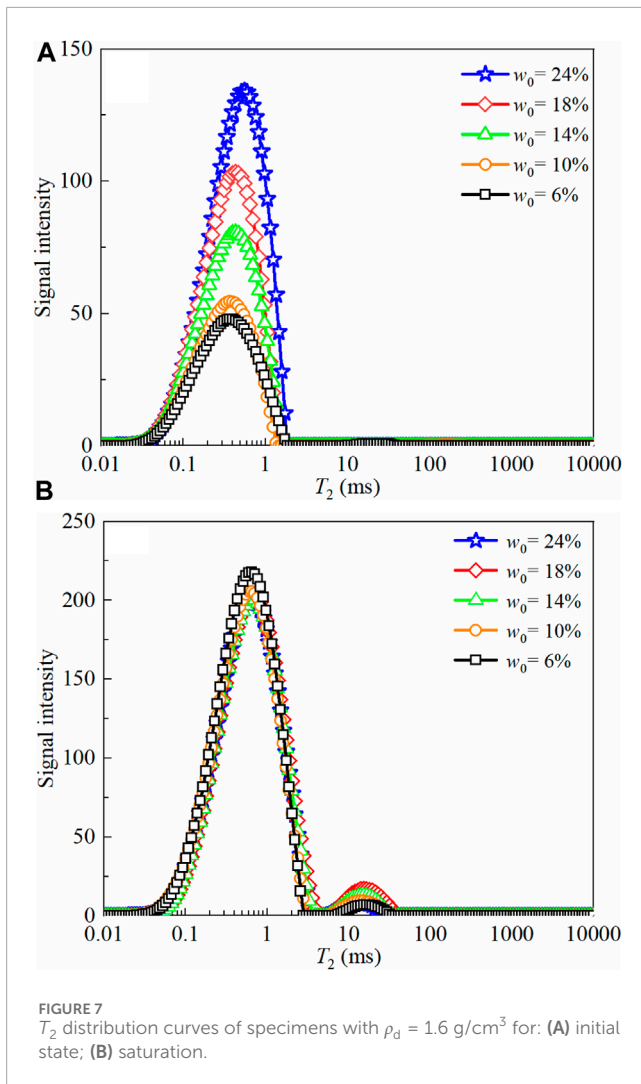 A
150
100
50
0
Signal intensity
w₀= 24%
w₀= 18%
w₀= 14%
w₀= 10%
w₀= 6%
0.01 0.1 1 10 100 1000 10000
T₂ (ms)
B
250
200
150
100
50
0
Signal intensity
w₀= 24%
w₀= 18%
w₀= 14%
w₀= 10%
w₀= 6%
0.01 0.1 1 10 100 1000 10000
T₂ (ms)
FIGURE 7
T₂ distribution curves of specimens with ρd = 1.6 g/cm³ for: (A) initial
state; (B) saturation.